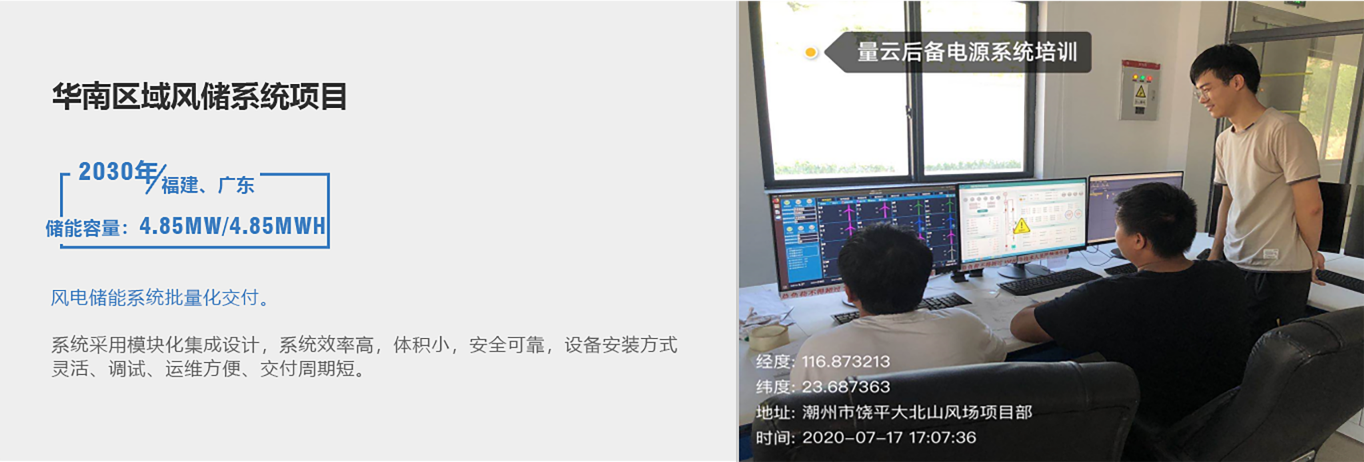 华南区域风储系统项目
2030年/福建、广东
储能容量：4.85MW/4.85MWH
风电储能系统批量化交付。
系统采用模块化集成设计，系统效率高，体积小，安全可靠，设备安装方式
灵活、调试、运维方便、交付周期短。
量云后备电源系统培训
经度: 116.873213
纬度: 23.687363
地址: 潮州市饶平大北山风场项目部
时间: 2020-07-17 17:07:36